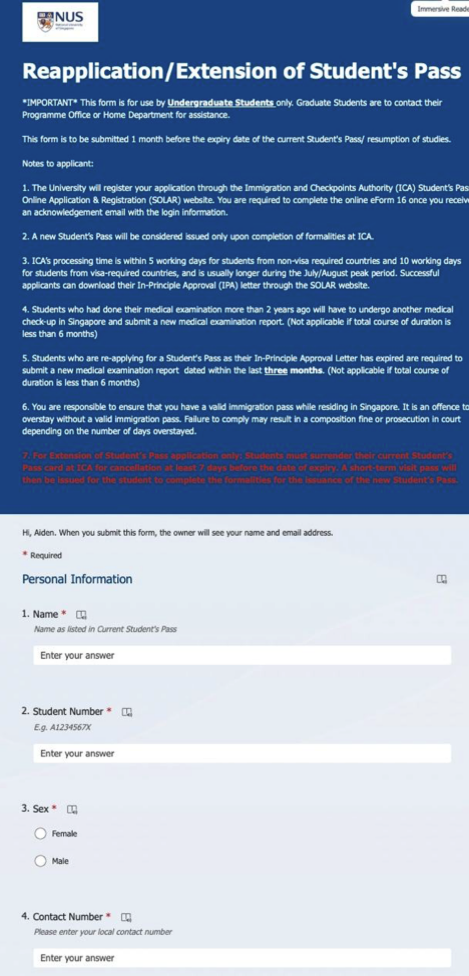 Immersive Reade
NUS
National University
of Singapore
Reapplication/Extension of Student's Pass
*IMPORTANT* This form is for use by Undergraduate Students only. Graduate Students are to contact their
Programme Office or Home Department for assistance.
This form is to be submitted 1 month before the expiry date of the current Student's Pass/ resumption of studies.
Notes to applicant:
1. The University will register your application through the Immigration and Checkpoints Authority (ICA) Student's Pas
Online Application & Registration (SOLAR) website. You are required to complete the online eForm 16 once you receiv
an acknowledgement email with the login information.
2. A new Student's Pass will be considered issued only upon completion of formalities at ICA.
3. ICA's processing time is within 5 working days for students from non-visa required countries and 10 working days
for students from visa-required countries, and is usually longer during the July/August peak period. Successful
applicants can download their In-Principle Approval (IPA) letter through the SOLAR website.
4. Students who had done their medical examination more than 2 years ago will have to undergo another medical
check-up in Singapore and submit a new medical examination report. (Not applicable if total course of duration is
less than 6 months)
5. Students who are re-applying for a Student's Pass as their In-Principle Approval Letter has expired are required to
submit a new medical examination report dated within the last three months. (Not applicable if total course of
duration is less than 6 months)
6. You are responsible to ensure that you have a valid immigration pass while residing in Singapore. It is an offence to
overstay without a valid immigration pass. Failure to comply may result in a composition fine or prosecution in court
depending on the number of days overstayed.
7. For Extension of Student's Pass application only: Students must surrender their current Student's
Pass card at ICA for cancellation at least 7 days before the date of expiry. A short-term visit pass will
then be issued for the student to complete the formalities for the issuance of the new Student's Pass.
Hi, Aiden. When you submit this form, the owner will see your name and email address.
* Required
Personal Information
1. Name *
Name as listed in Current Student's Pass
Enter your answer
2. Student Number *
E.g. A1234567X
Enter your answer
3. Sex *
Female
Male
4. Contact Number *
Please enter your local contact number
Enter your answer